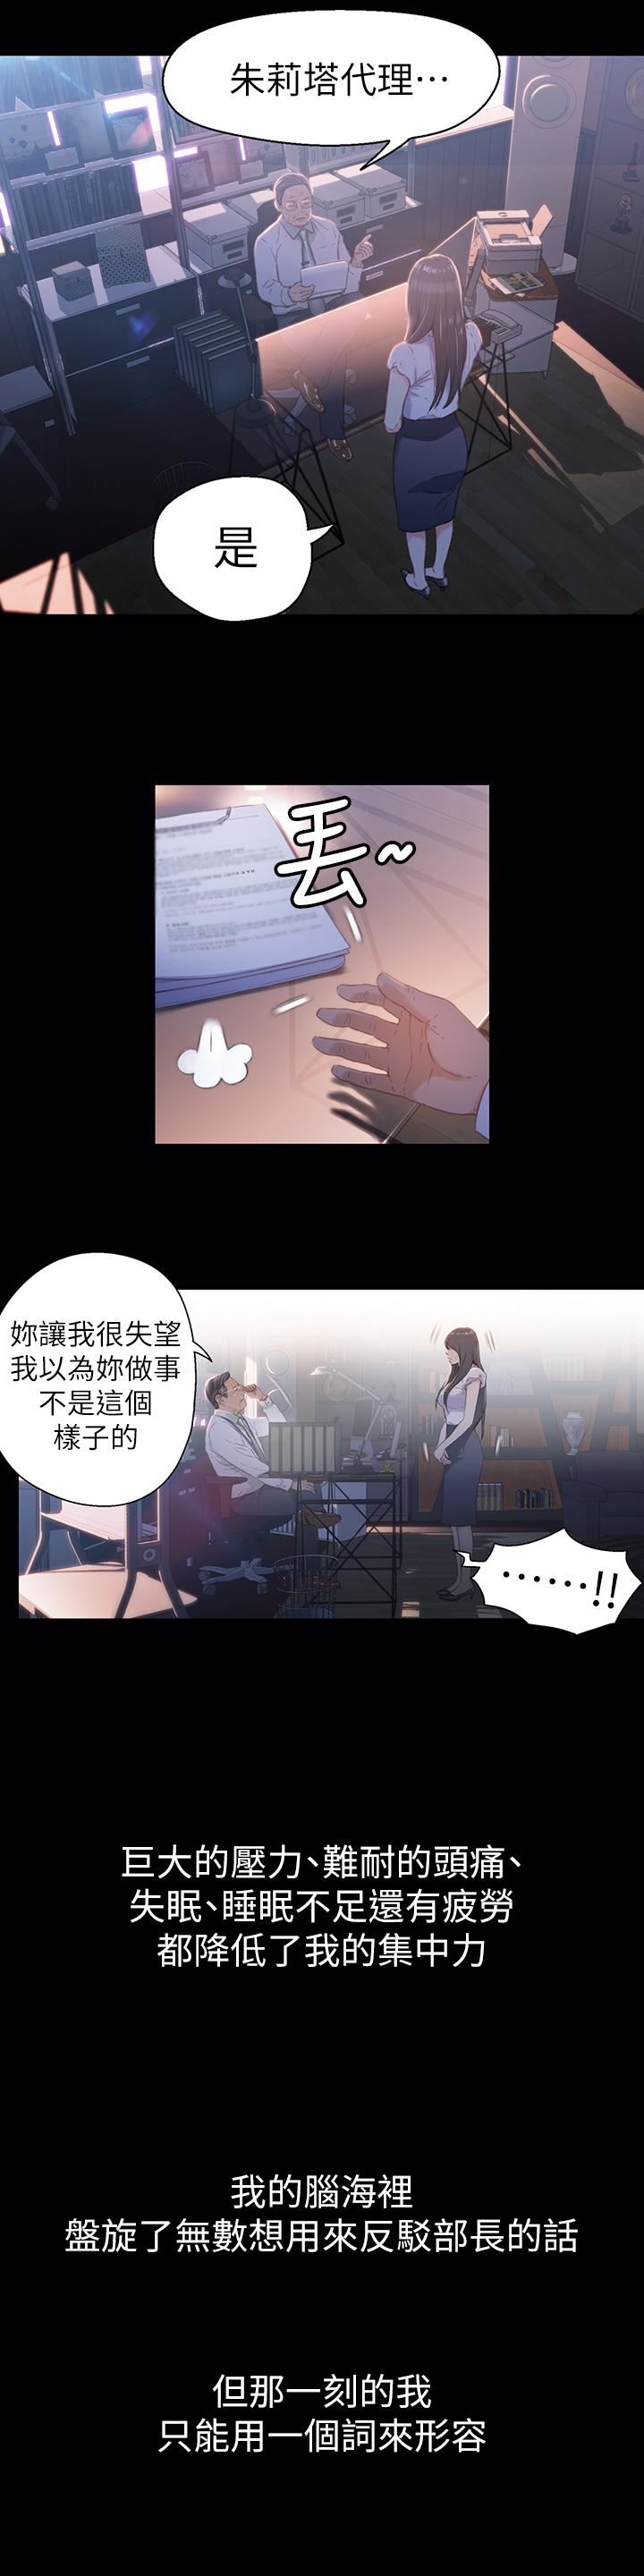 朱莉塔代理…
是
丟~
妳讓我很失望
我以為妳做事
不是這個
樣子的
……!!
巨大的壓力、難耐的頭痛、
失眠、睡眠不足還有疲勞
都降低了我的集中力
我的腦海裡
盤旋了無數想用來反駁部長的話
但那一刻的我
只能用一個詞來形容